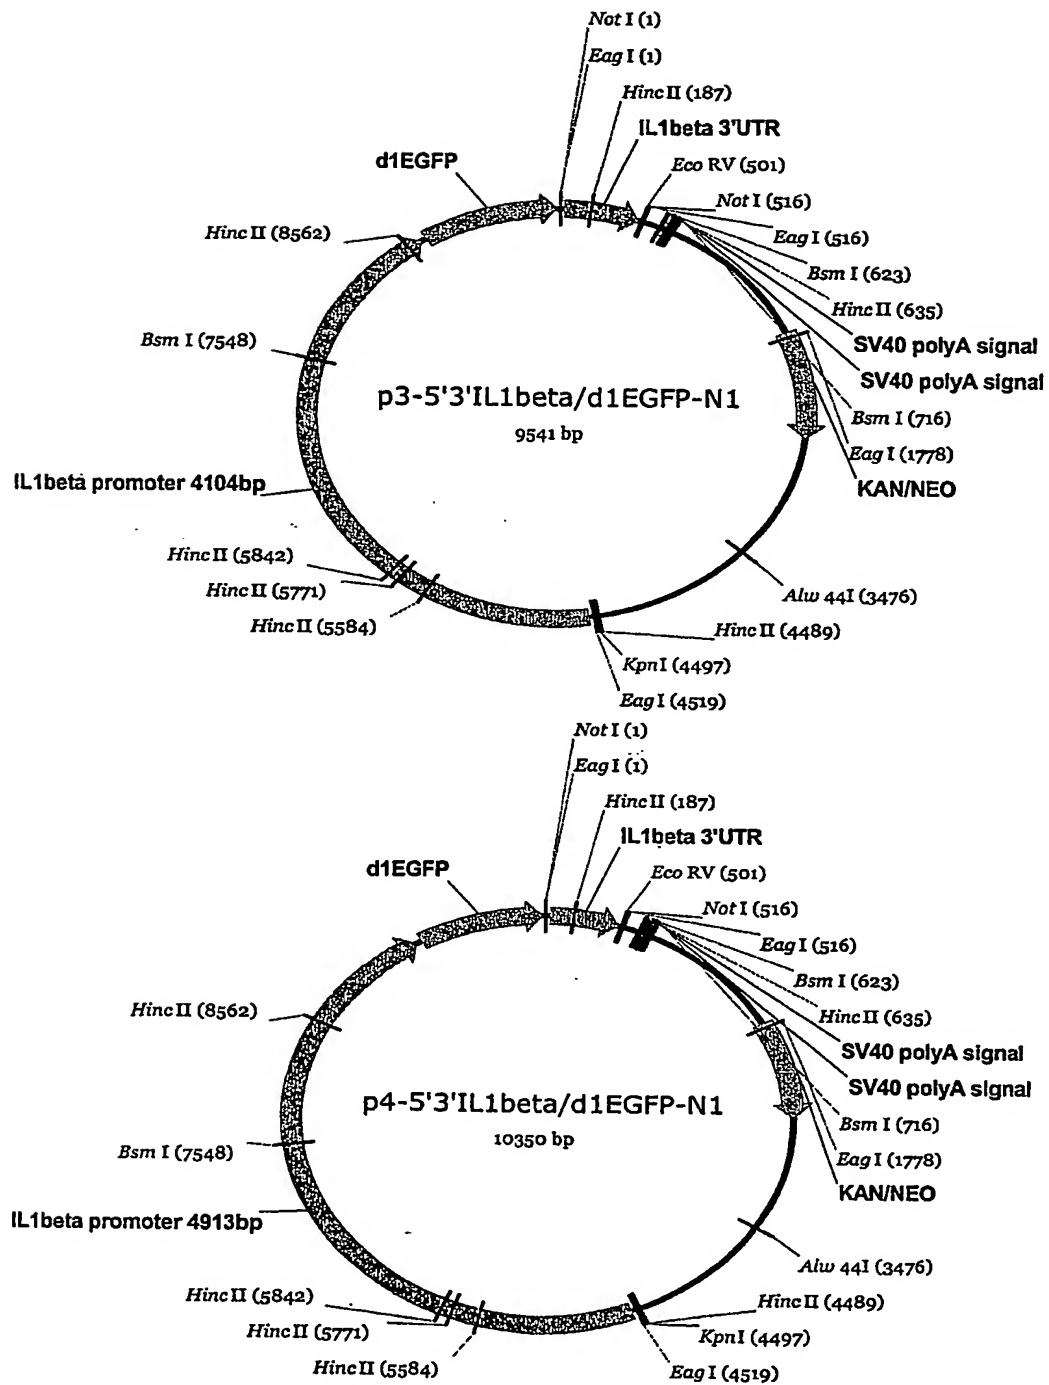 Not I (1)
Eag I (1)
Hinc II (187)
IL1beta 3'UTR
d1EGFP
Eco RV (501)
Not I (516)
Eag I (516)
Hinc II (8562)
Bsm I (623)
Hinc II (635)
Bsm I (7548)
SV40 polyA signal
SV40 polyA signal
p3-5'3'IL1beta/d1EGFP-N1
9541 bp
Bsm I (716)
Eag I (1778)
IL1beta promoter 4104bp
KAN/NEO
Hinc II (5842)
Hinc II (5771)
Alw 44I (3476)
Hinc II (5584)
Hinc II (4489)
Kpn I (4497)
Eag I (4519)
Not I (1)
Eag I (1)
Hinc II (187)
IL1beta 3'UTR
d1EGFP
Eco RV (501)
Not I (516)
Eag I (516)
Bsm I (623)
Hinc II (8562)
Hinc II (635)
SV40 polyA signal
SV40 polyA signal
p4-5'3'IL1beta/d1EGFP-N1
10350 bp
Bsm I (716)
Bsm I (7548)
Eag I (1778)
KAN/NEO
IL1beta promoter 4913bp
Alw 44I (3476)
Hinc II (5842)
Hinc II (4489)
Hinc II (5771)
Kpn I (4497)
Hinc II (5584)
Eag I (4519)